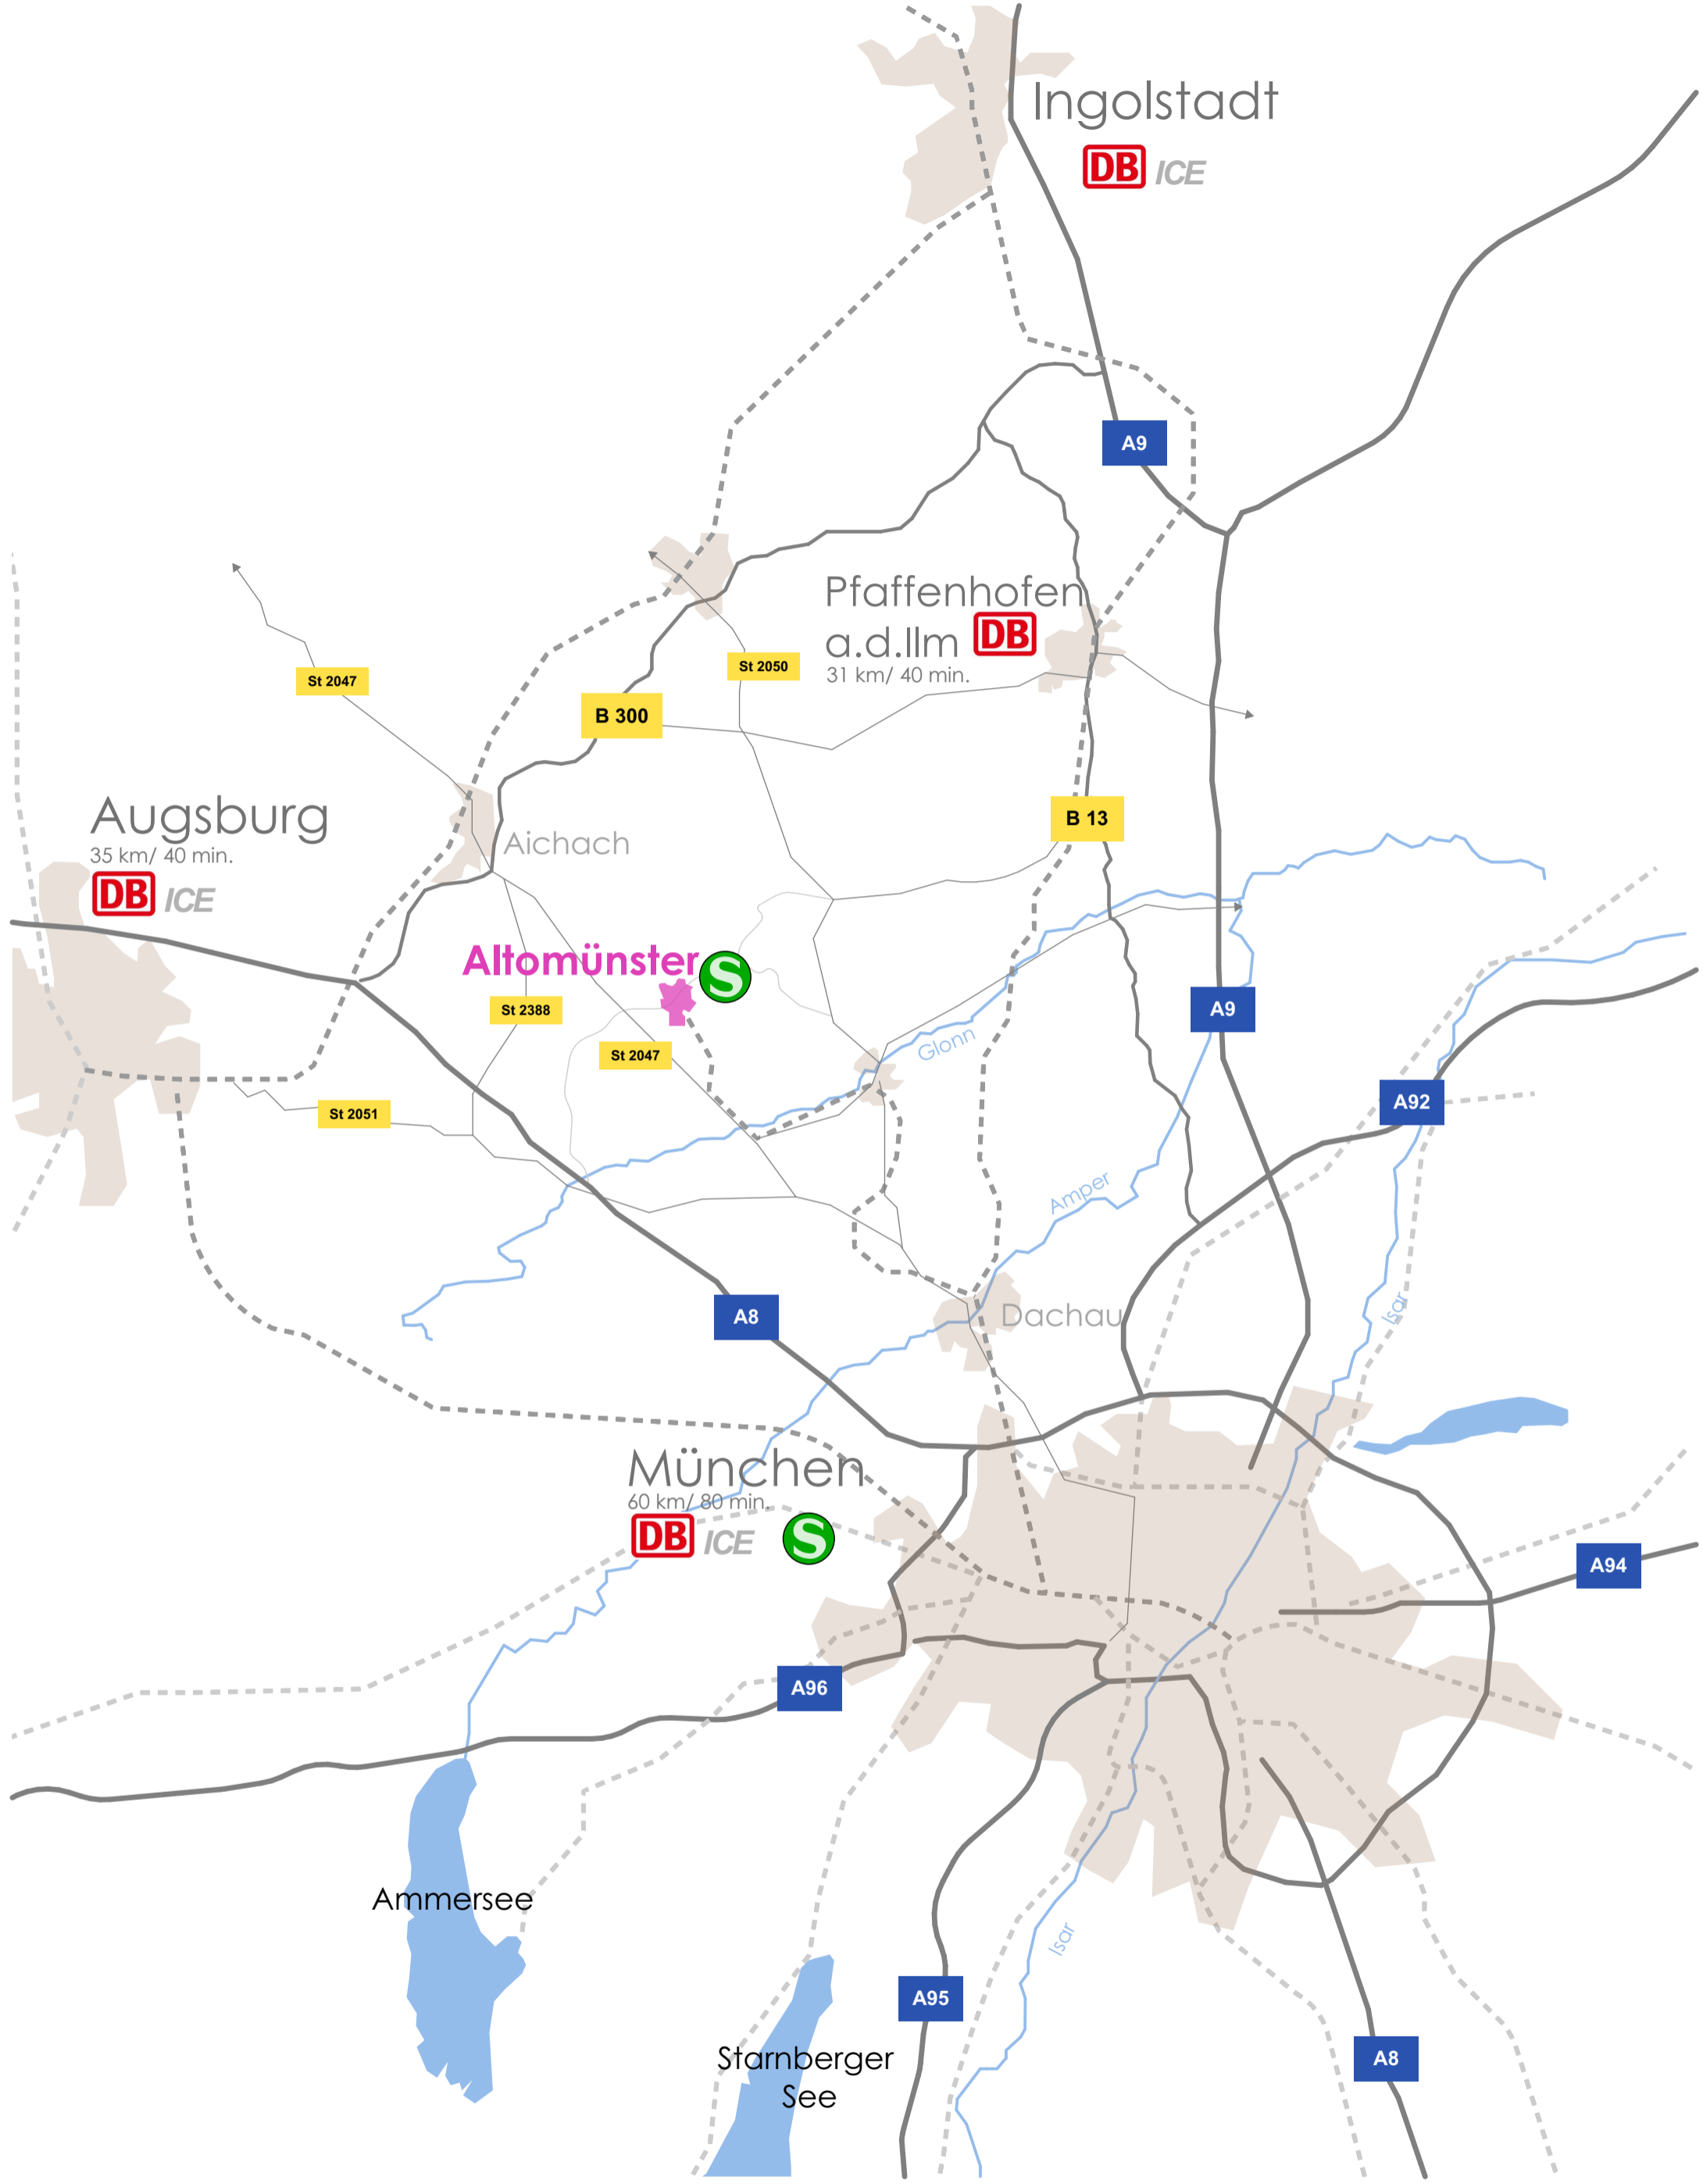 Ingolstadt
DB ICE
A9
Pfaffenhofen
a.d.Ilm DB
31 km/ 40 min.
St 2050
St 2047
B 300
Augsburg
35 km/ 40 min.
DB ICE
B 13
Aichach
Altomünster S
St 2388
A9
St 2047
Glonn
A92
St 2051
Amper
Isar
A8
Dachau
München
60 km/ 80 min.
DB ICE S
A94
A96
Ammersee
Isar
A95
Starnberger
See
A8